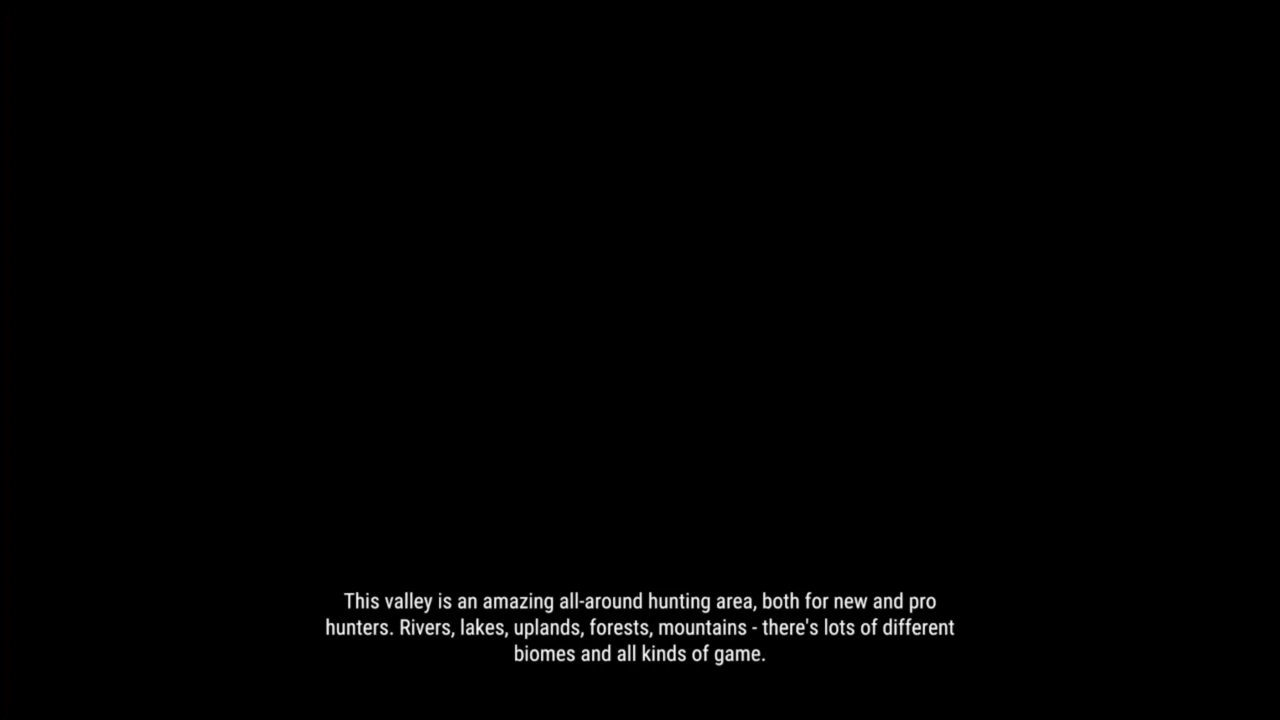 This valley is an amazing all-around hunting area, both for new and pro
hunters. Rivers, lakes, uplands, forests, mountains - there's lots of different
biomes and all kinds of game.